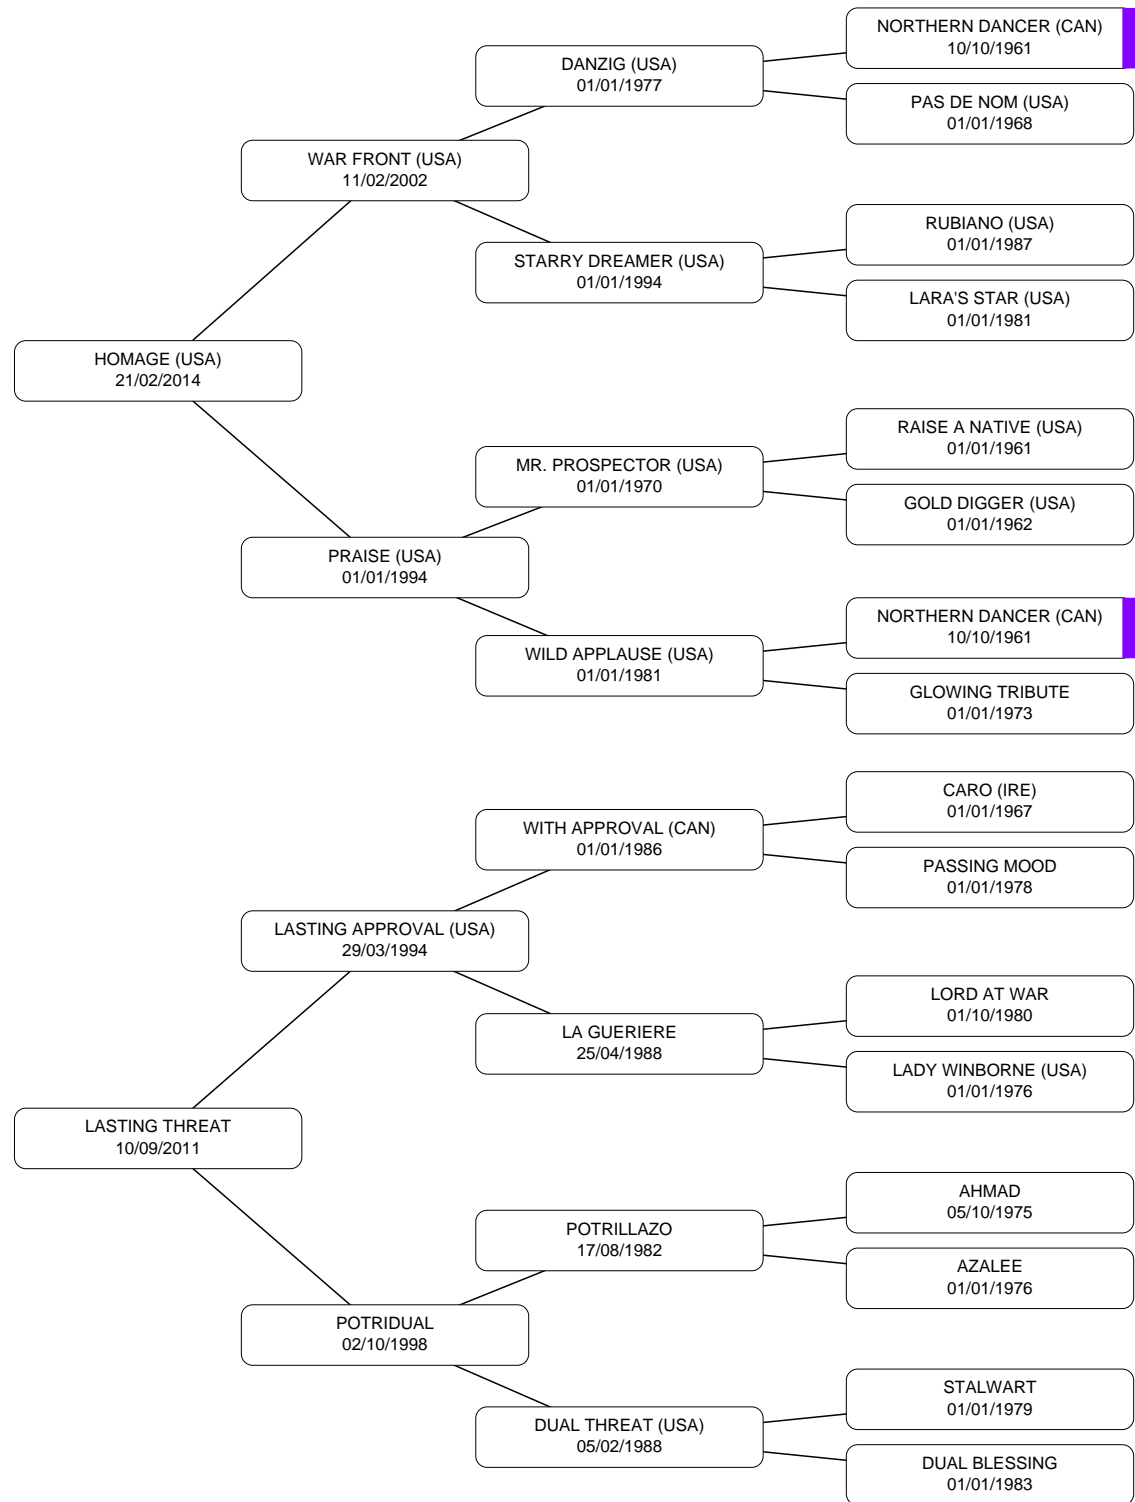 NORTHERN DANCER (CAN)
10/10/1961
DANZIG (USA)
01/01/1977
PAS DE NOM (USA)
01/01/1968
WAR FRONT (USA)
11/02/2002
RUBIANO (USA)
01/01/1987
STARRY DREAMER (USA)
01/01/1994
LARA'S STAR (USA)
01/01/1981
HOMAGE (USA)
21/02/2014
RAISE A NATIVE (USA)
01/01/1961
MR. PROSPECTOR (USA)
01/01/1970
GOLD DIGGER (USA)
01/01/1962
PRAISE (USA)
01/01/1994
NORTHERN DANCER (CAN)
10/10/1961
WILD APPLAUSE (USA)
01/01/1981
GLOWING TRIBUTE
01/01/1973
CARO (IRE)
01/01/1967
WITH APPROVAL (CAN)
01/01/1986
PASSING MOOD
01/01/1978
LASTING APPROVAL (USA)
29/03/1994
LORD AT WAR
01/10/1980
LA GUERIERE
25/04/1988
LADY WINBORNE (USA)
01/01/1976
LASTING THREAT
10/09/2011
AHMAD
05/10/1975
POTRILLAZO
17/08/1982
AZALEE
01/01/1976
POTRIDUAL
02/10/1998
STALWART
01/01/1979
DUAL THREAT (USA)
05/02/1988
DUAL BLESSING
01/01/1983